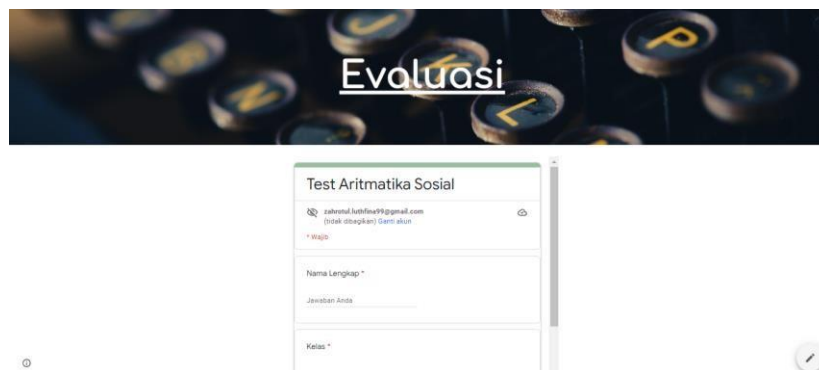 Evaluasi
Test Aritmatika Sosial
zahrotul.luthfina99@gmail.com
(tidak dibagikan) Ganti akun
* Wajib
Nama Lengkap *
Jawaban Anda
Kelas *